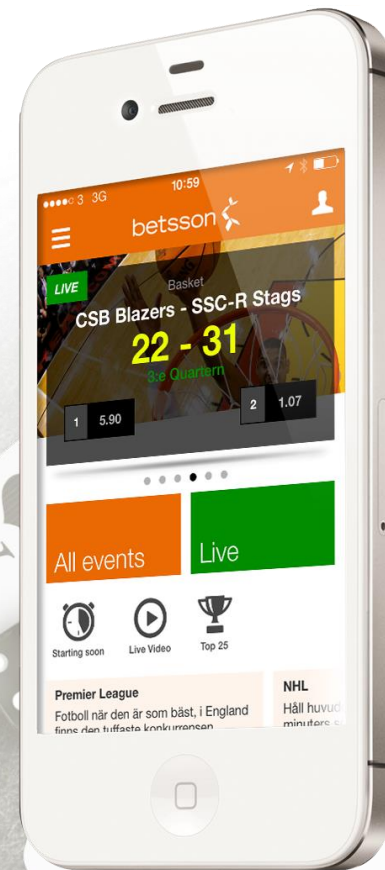 3 3G 10:59
betsson
LIVE
Basket
CSB Blazers - SSC-R Stags
22 - 31
3:e Quartern
1 5.90 2 1.07
All events Live
Starting soon Live Video Top 25
Premier League NHL
Fotboll när den är som bäst, i England Håll huvud
finns den tuffaste konkurrensen minuters